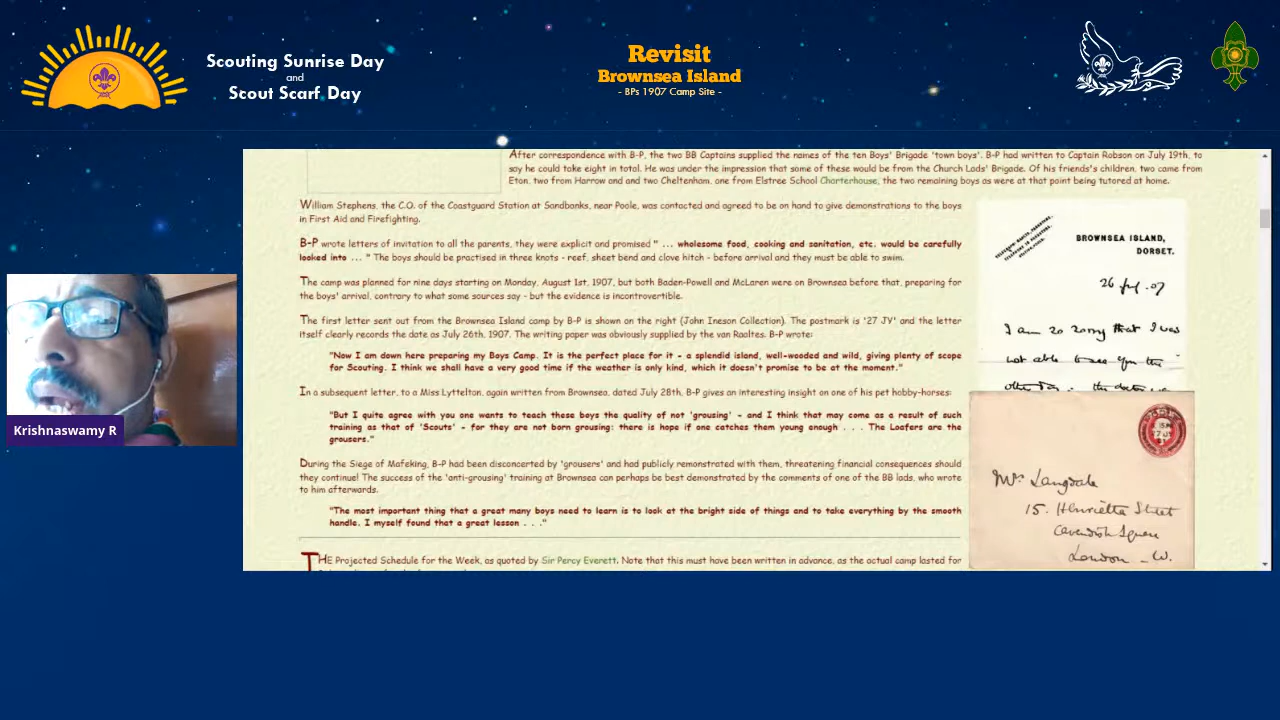 Scouting Sunrise Day
and
Scout Scarf Day
Revisit
Brownsea Island
- BPs 1907 Camp Site -
After correspondence with B-P, the two BB Captains supplied the names of the ten Boys' Brigade 'town boys'. B-P had written to Captain Robson on July 19th, to
say he could take eight in total. He was under the impression that some of these would be from the Church Lads' Brigade. Of his friends's children, two came from
Eton, two from Harrow and and two Cheltenham, one from Elstree School Charterhouse, the two remaining boys as were at that point being tutored at home.
William Stephens, the C.O. of the Coastguard Station at Sandbanks, near Poole, was contacted and agreed to be on hand to give demonstrations to the boys
in First Aid and Firefighting.
B-P wrote letters of invitation to all the parents, they were explicit and promised " ... wholesome food, cooking and sanitation, etc. would be carefully
looked into ... " The boys should be practised in three knots - reef, sheet bend and clove hitch - before arrival and they must be able to swim.
The camp was planned for nine days starting on Monday, August 1st, 1907, but both Baden-Powell and McLaren were on Brownsea before that, preparing for
the boys' arrival, contrary to what some sources say - but the evidence is incontrovertible.
The first letter sent out from the Brownsea Island camp by B-P is shown on the right (John Ineson Collection). The postmark is '27 JY' and the letter
itself clearly records the date as July 26th, 1907. The writing paper was obviously supplied by the van Raaltes. B-P wrote:
"Now I am down here preparing my Boys Camp. It is the perfect place for it - a splendid island, well-wooded and wild, giving plenty of scope
for Scouting. I think we shall have a very good time if the weather is only kind, which it doesn't promise to be at the moment."
In a subsequent letter, to a Miss Lyttelton, again written from Brownsea, dated July 28th, B-P gives an interesting insight on one of his pet hobby-horses:
"But I quite agree with you one wants to teach these boys the quality of not 'grousing' - and I think that may come as a result of such
training as that of 'Scouts' - for they are not born grousing: there is hope if one catches them young enough . . . The Loafers are the
grousers."
During the Siege of Mafeking, B-P had been disconcerted by 'grousers' and had publicly remonstrated with them, threatening financial consequences should
they continue! The success of the 'anti-grousing' training at Brownsea can perhaps be best demonstrated by the comments of one of the BB lads, who wrote
to him afterwards.
"The most important thing that a great many boys need to learn is to look at the bright side of things and to take everything by the smooth
handle. I myself found that a great lesson . . ."
THE Projected Schedule for the Week, as quoted by Sir Percy Everett. Note that this must have been written in advance, as the actual camp lasted for
BROWNSEA ISLAND,
DORSET.
26 July .07
I am so sorry that I was
not able to see you the
other day. the
Mrs Langdale
15. Henrietta Street
Cavendish Square
London - W.
Krishnaswamy R